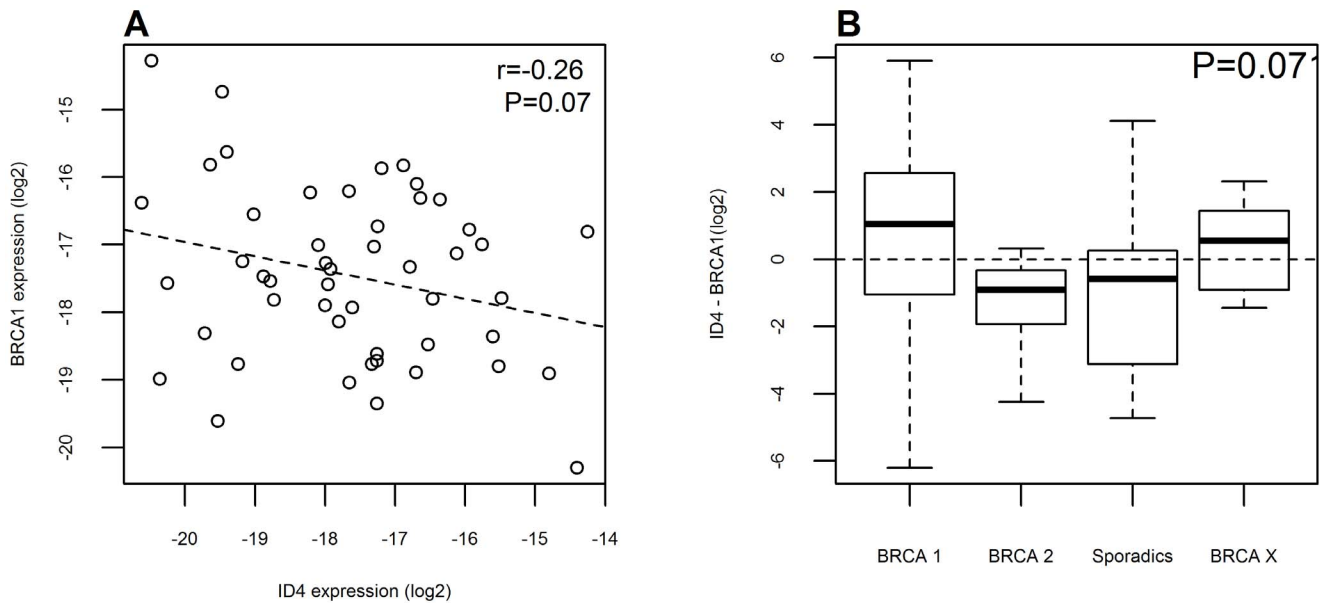 A
r=-0.26
P=0.07
BRCA1 expression (log2)
-15
-16
-17
-18
-19
-20
-20 -19 -18 -17 -16 -15 -14
ID4 expression (log2)
B
P=0.07
ID4 - BRCA1(log2)
6
4
2
0
-2
-4
-6
BRCA 1 BRCA 2 Sporadics BRCA X